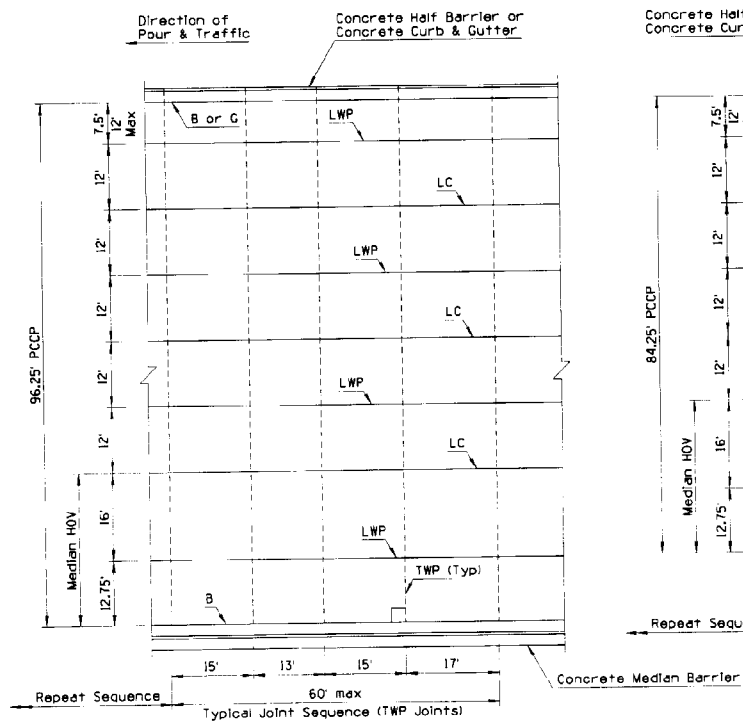 Direction of
Pour & Traffic
Concrete Half Barrier or
Concrete Curb & Gutter
Concrete Half
Concrete Cur
7.5'
12'
Max
B or G
LWP
12'
LC
12'
LWP
12'
LC
12'
LWP
12'
LC
16'
LWP
TWP (Typ)
12.75'
B
Median HOV
96.25' PCCP
15'
13'
15'
17'
Repeat Sequence
60' max
Typical Joint Sequence (TWP Joints)
Concrete Median Barrier
7.5'
12'
12'
12'
12'
12'
16'
12.75'
Median HOV
84.25' PCCP
Repeat Seque